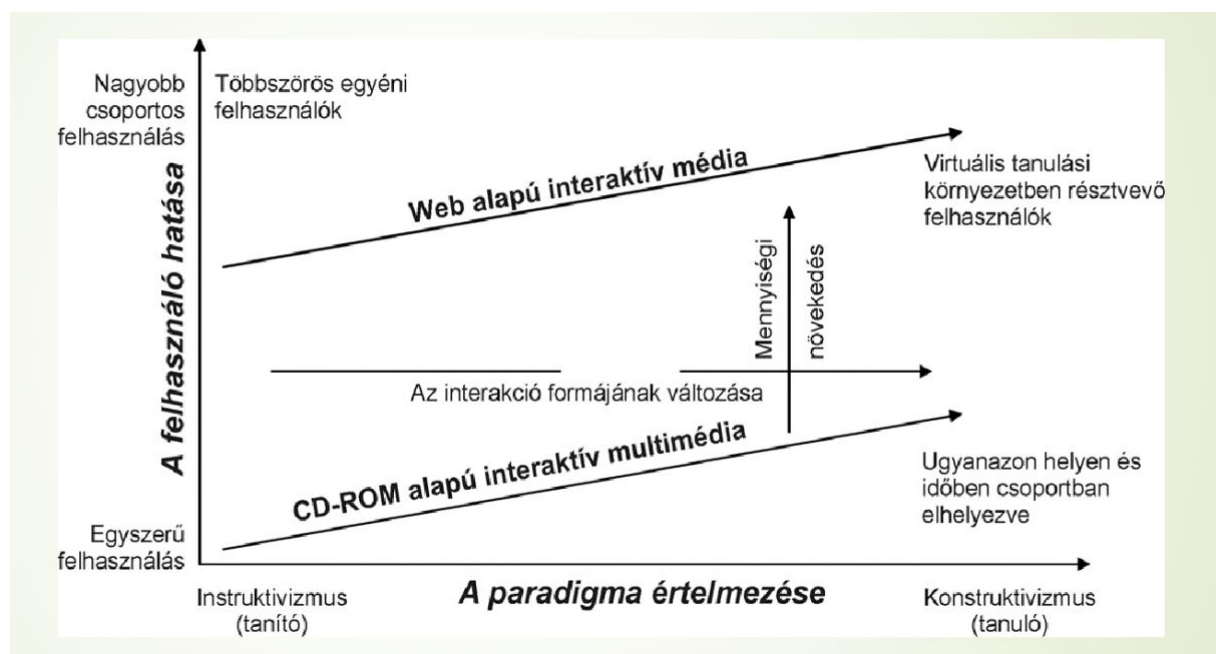 Nagyobb
csoportos
felhasználás
Többszörös egyéni
felhasználók
A felhasználó hatása
Web alapú interaktív média
Virtuális tanulási
környezetben résztvevő
felhasználók
Mennyiségi
növekedés
Az interakció formájának változása
CD-ROM alapú interaktív multimédia
Ugyanazon helyen és
időben csoportban
elhelyezve
Egyszerű
felhasználás
Instruktivizmus
(tanító)
A paradigma értelmezése
Konstruktivizmus
(tanuló)